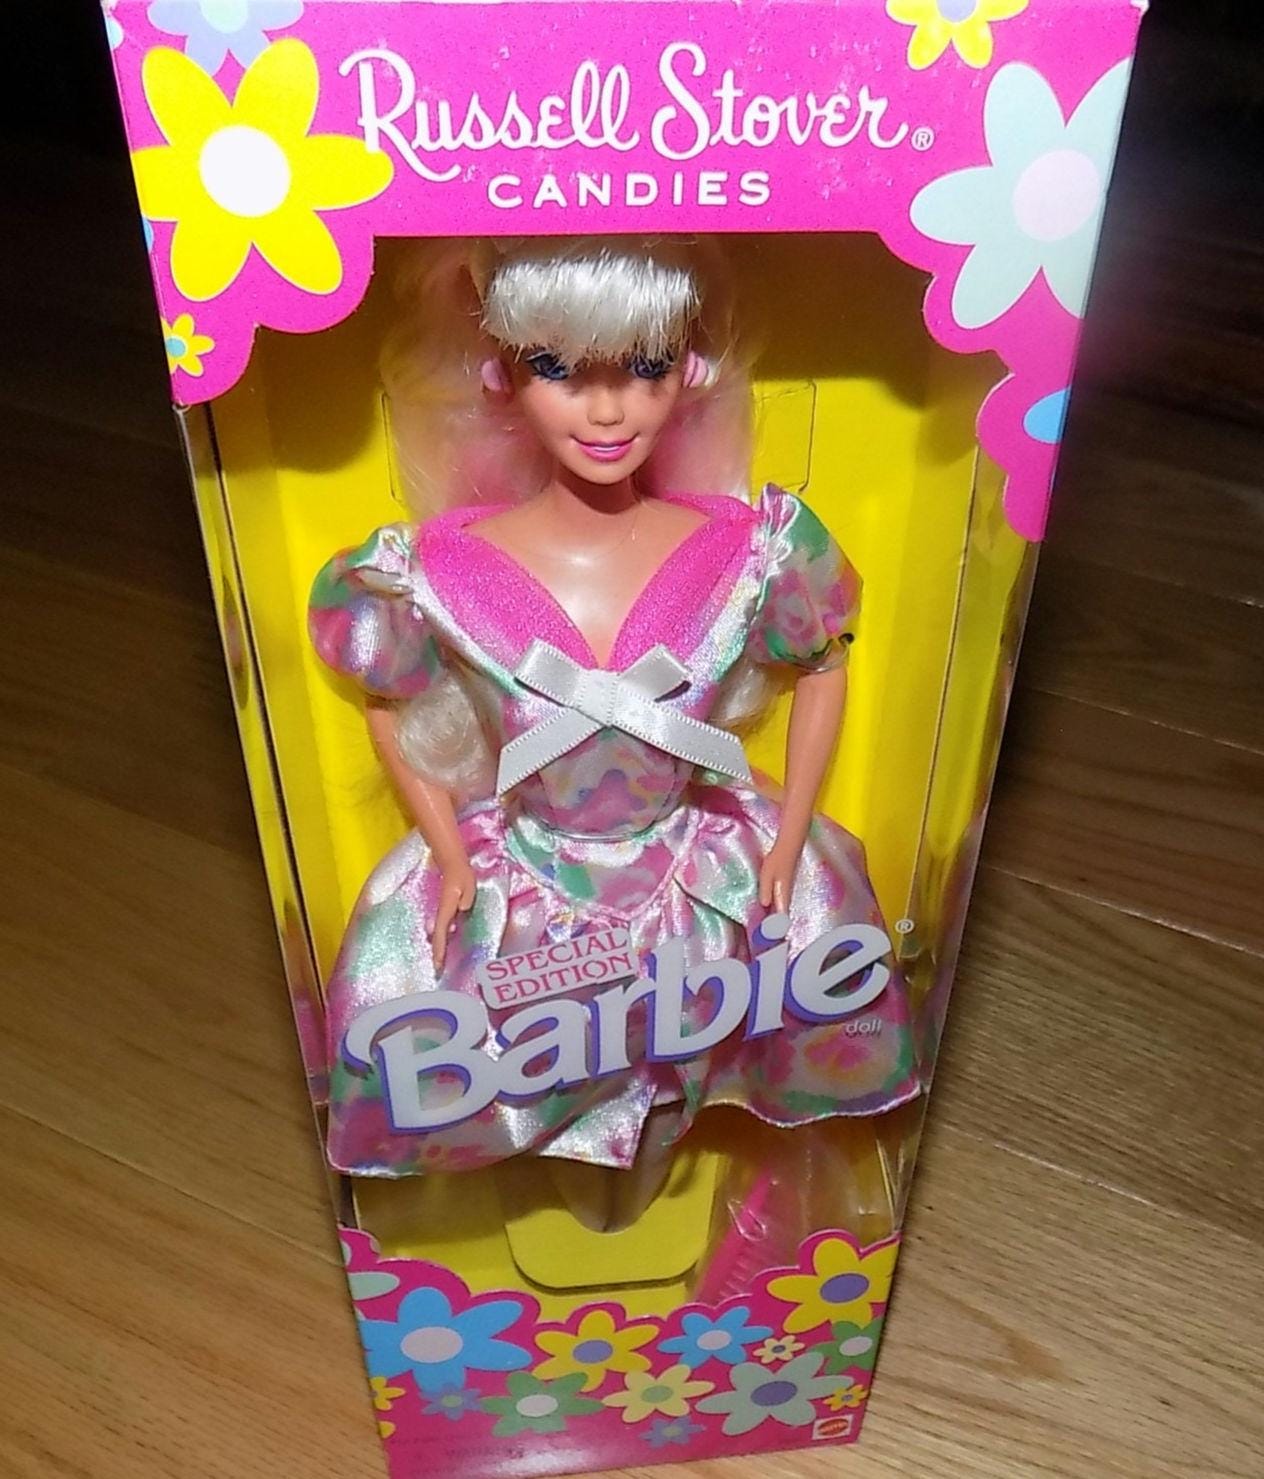 Russell Stover®
CANDIES
SPECIAL
EDITION
Barbie®
doll